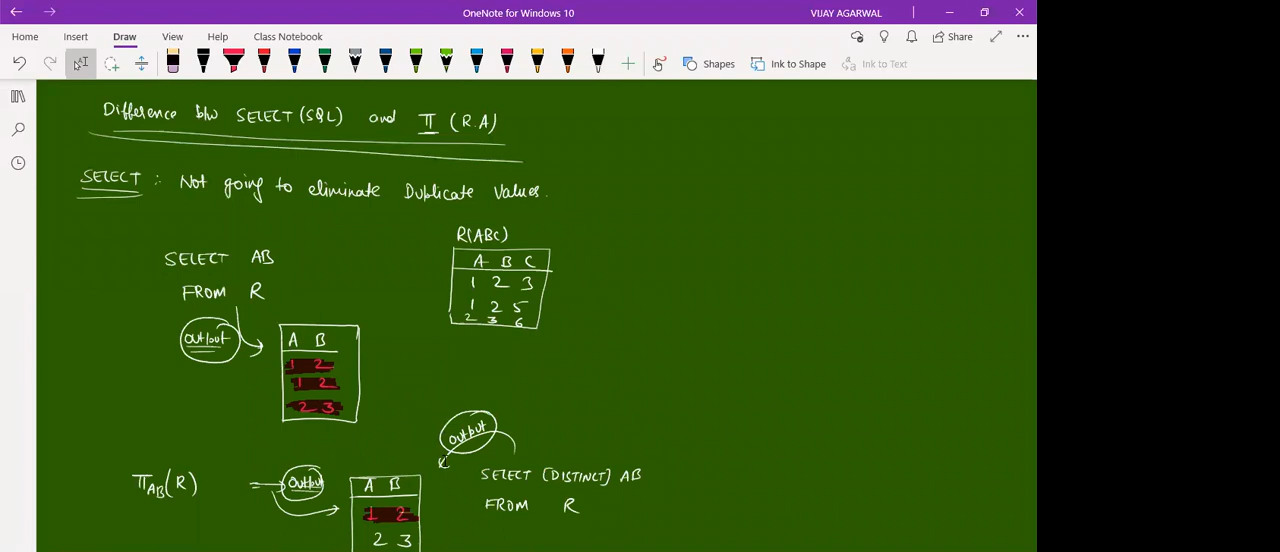 OneNote for Windows 10
VIJAY AGARWAL
Home Insert Draw View Help Class Notebook
Share
Shapes
Ink to Shape
Ink to Text
Difference b/w SELECT (SQL) and π (R.A)
SELECT : Not going to eliminate Duplicate Values.
R(ABC)
A B C
1 2 3
1 2 5
2 3 6
SELECT AB
FROM R
output
A B
1 2
1 2
2 3
output
SELECT [DISTINCT] AB
FROM R
πAB(R)
output
A B
1 2
2 3